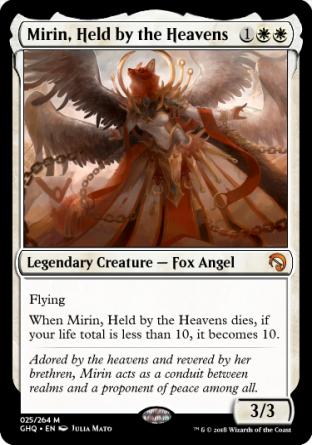 Mirin, Held by the Heavens 1
Legendary Creature — Fox Angel
Flying
When Mirin, Held by the Heavens dies, if
your life total is less than 10, it becomes 10.
Adored by the heavens and revered by her
brethren, Mirin acts as a conduit between
realms and a proponent of peace among all.
3/3
025/264 M
GHQ • EN Julia Mato
™ & © 2018 Wizards of the Coast